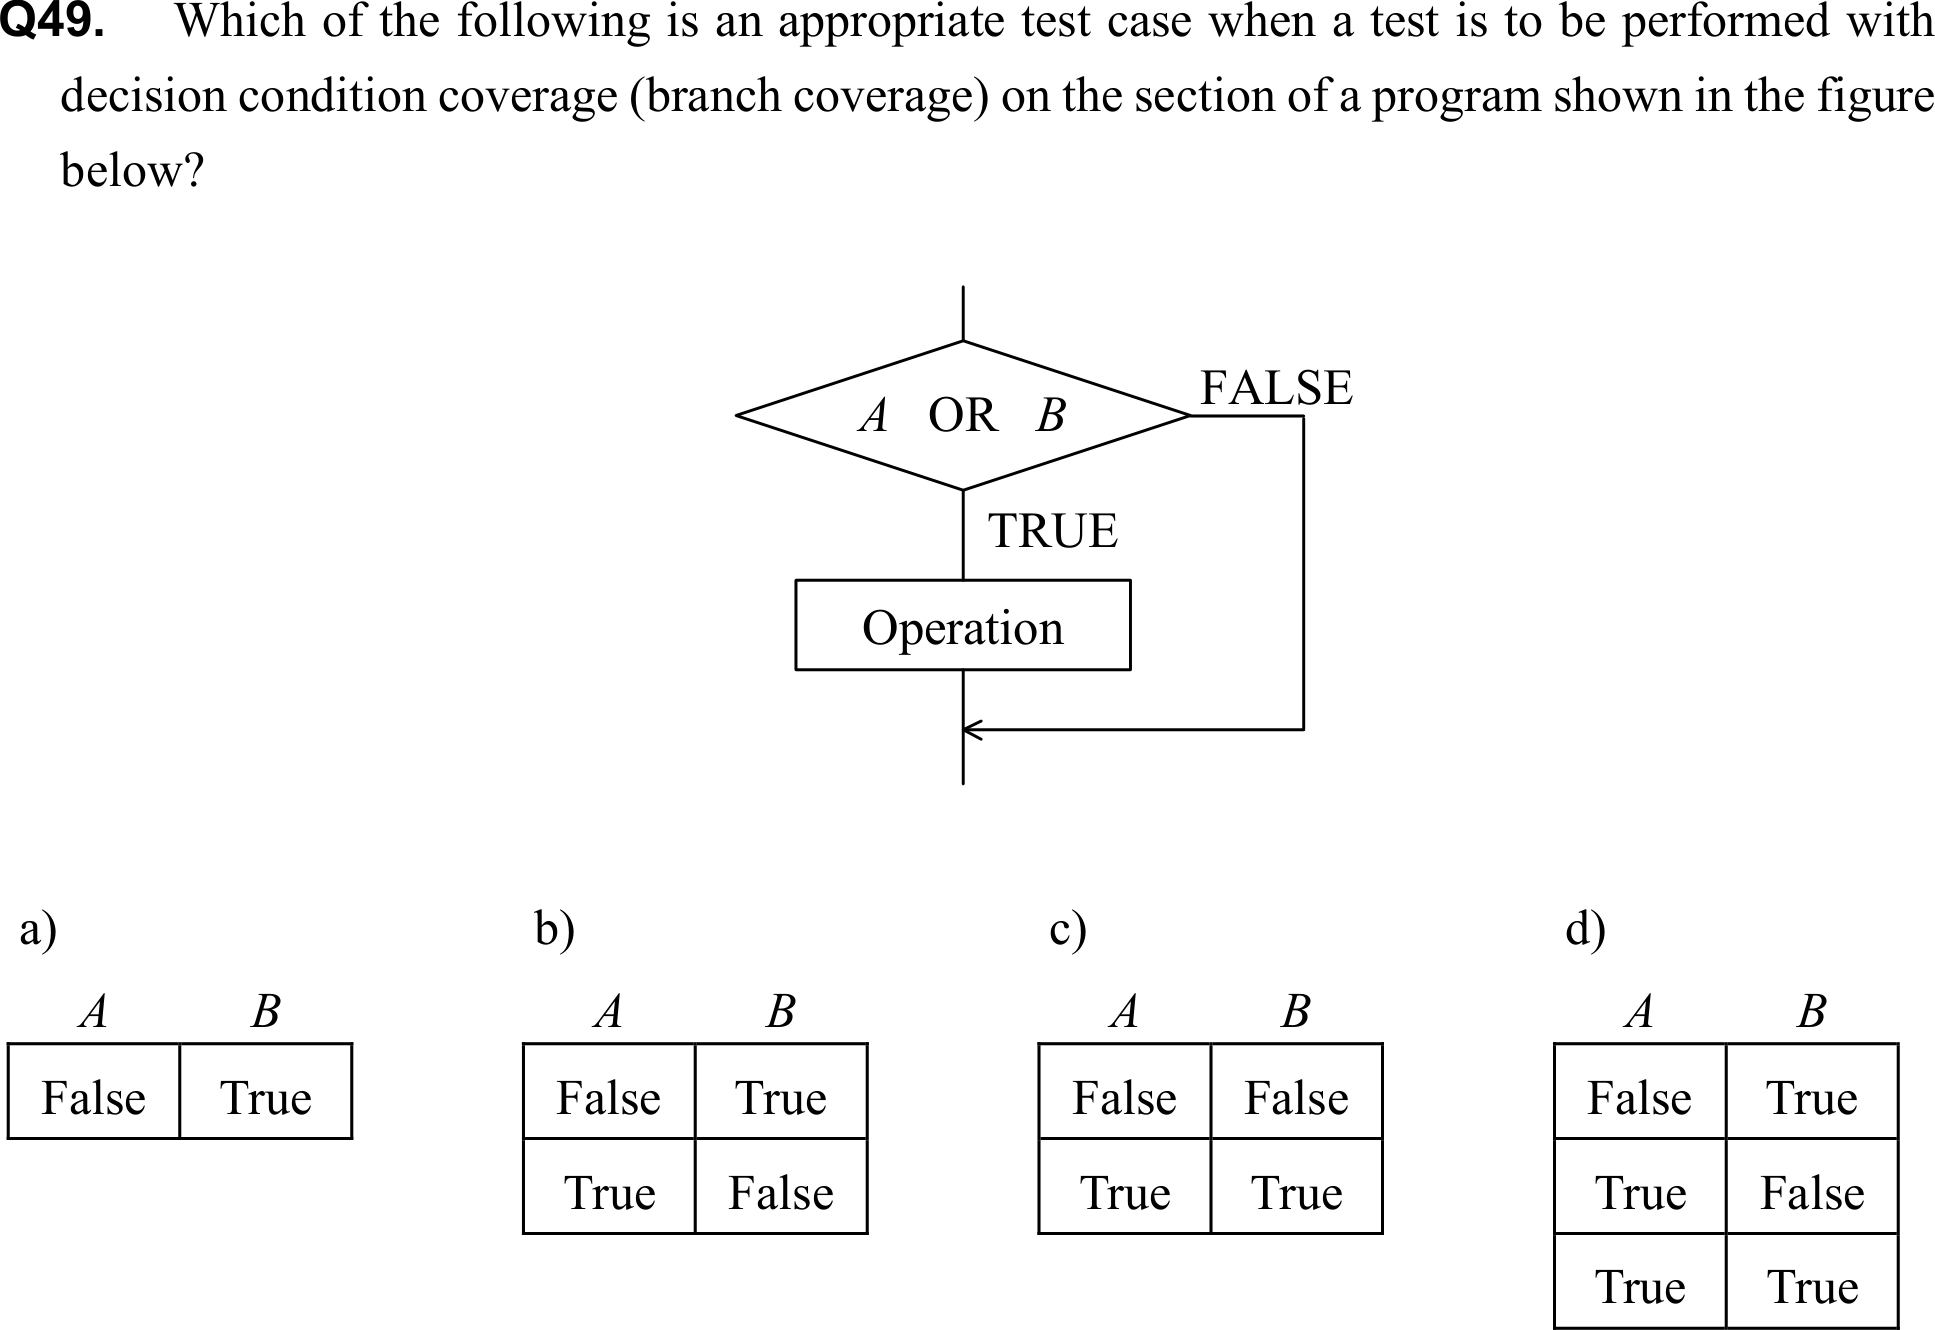 Q49. Which of the following is an appropriate test case when a test is to be performed with
decision condition coverage (branch coverage) on the section of a program shown in the figure
below?
A OR B
FALSE
TRUE
Operation
a) b) c) d)
A B A B A B A B
False True False True False False False True
True False True True True False
True True